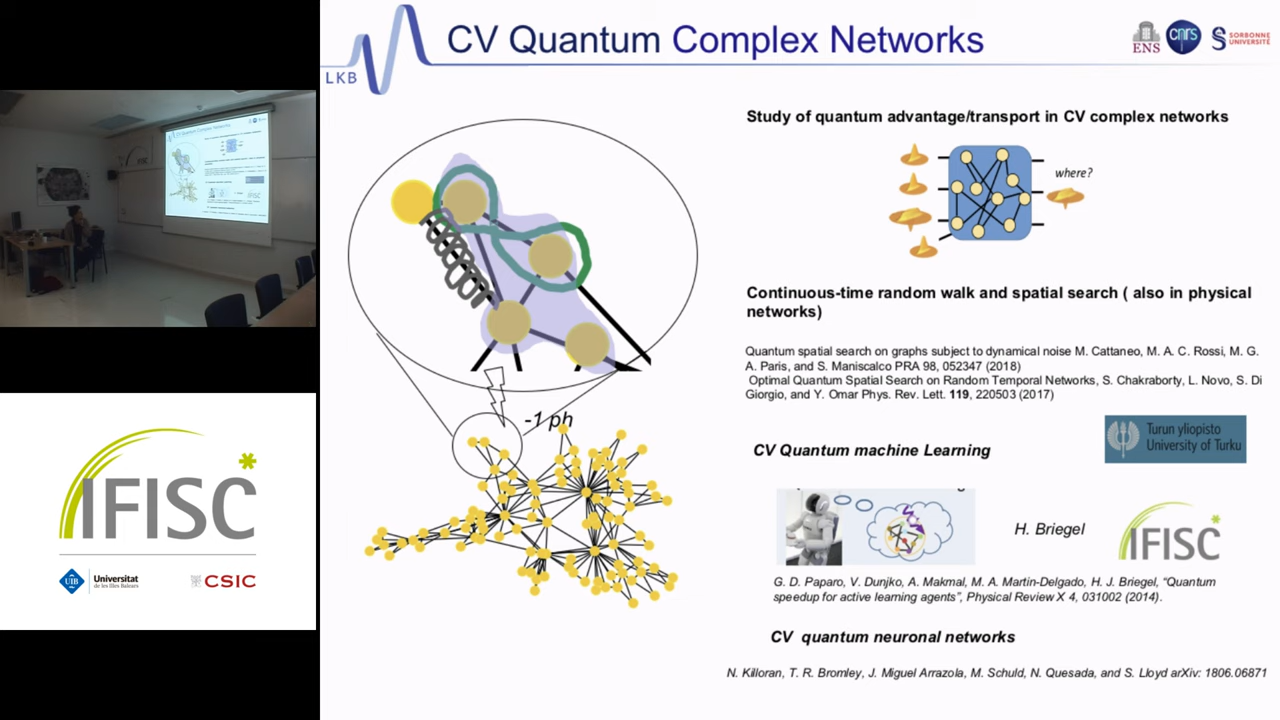 CV Quantum Complex Networks
LKB
ENS
cnrs
SORBONNE
UNIVERSITÉ
Study of quantum advantage/transport in CV complex networks
where?
Continuous-time random walk and spatial search ( also in physical
networks)
Quantum spatial search on graphs subject to dynamical noise M. Cattaneo, M. A. C. Rossi, M. G.
A. Paris, and S. Maniscalco PRA 98, 052347 (2018)
Optimal Quantum Spatial Search on Random Temporal Networks, S. Chakraborty, L. Novo, S. Di
Giorgio, and Y. Omar Phys. Rev. Lett. 119, 220503 (2017)
-1 ph
CV Quantum machine Learning
Turun yliopisto
University of Turku
H. Briegel
IFISC
G. D. Paparo, V. Dunjko, A. Makmal, M. A. Martin-Delgado, H. J. Briegel, “Quantum
speedup for active learning agents”, Physical Review X 4, 031002 (2014).
CV quantum neuronal networks
N. Killoran, T. R. Bromley, J. Miguel Arrazola, M. Schuld, N. Quesada, and S. Lloyd arXiv: 1806.06871
CV Quantum Complex Networks
IFISC
UIB
Universitat
de les Illes Balears
CSIC